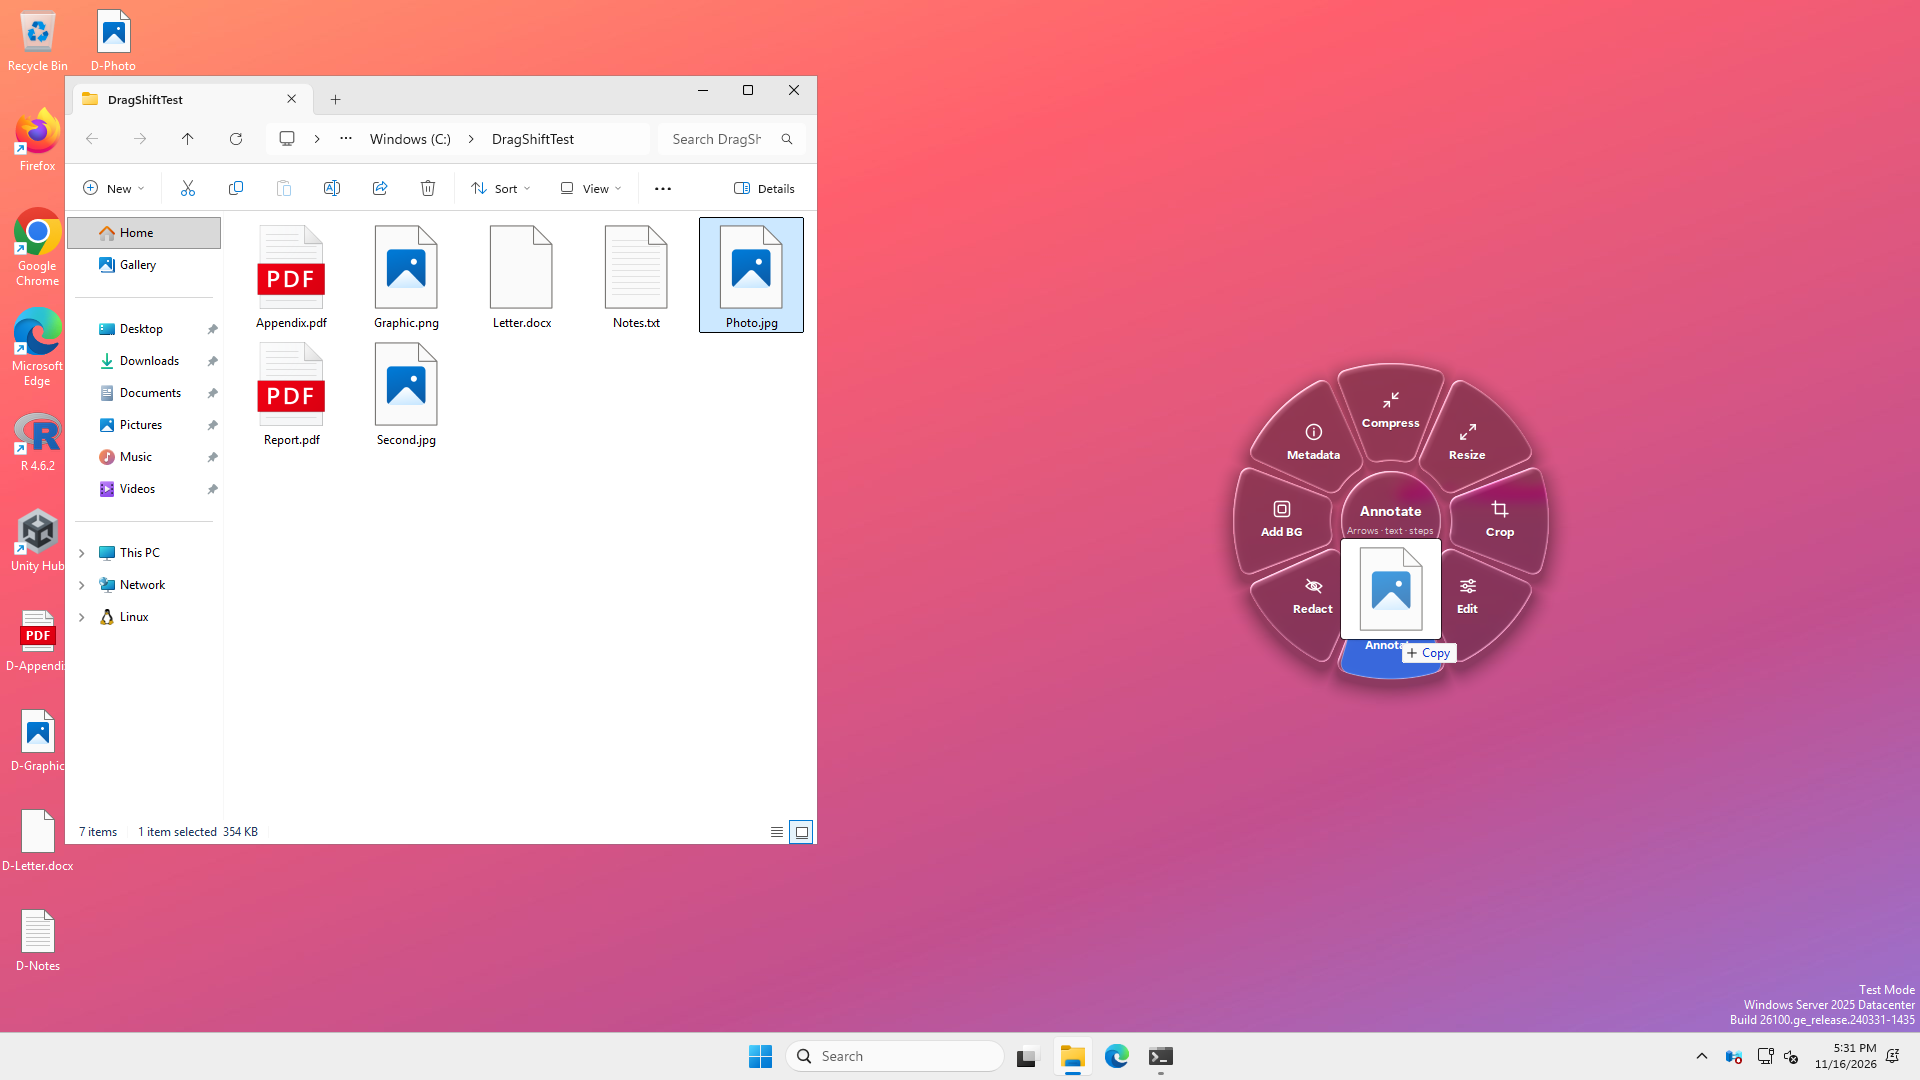 Recycle Bin
D-Photo
Firefox
Google
Chrome
Microsoft
Edge
R 4.6.2
Unity Hub
D-Appendi
D-Graphic
D-Letter.docx
D-Notes
DragShiftTest
Windows (C:)
DragShiftTest
Search DragSh
New
Sort
View
Details
Home
Gallery
Desktop
Downloads
Documents
Pictures
Music
Videos
This PC
Network
Linux
PDF
Appendix.pdf
Graphic.png
Letter.docx
Notes.txt
Photo.jpg
PDF
Report.pdf
Second.jpg
7 items
1 item selected 354 KB
PDF
Compress
Metadata
Resize
Add BG
Annotate
Arrows · text · steps
Crop
Redact
Edit
Annota
+ Copy
Test Mode
Windows Server 2025 Datacenter
Build 26100.ge_release.240331-1435
Search
5:31 PM
11/16/2026